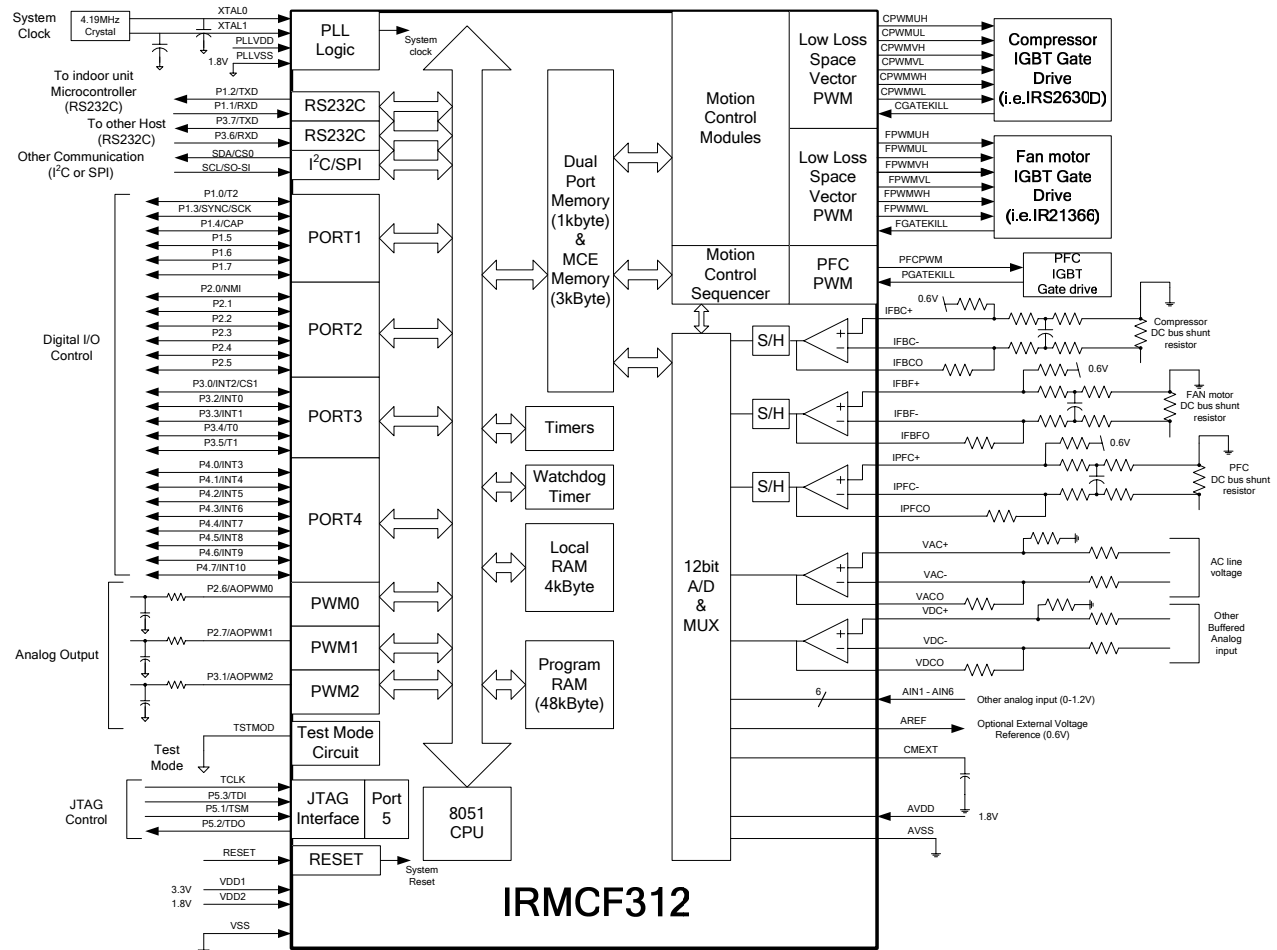 System
Clock
4.19MHz
Crystal
XTAL0
XTAL1
PLLVDD
PLLVSS
1.8V
PLL
Logic
System
clock
To indoor unit
Microcontroller
(RS232C)
P1.2/TXD
P1.1/RXD
RS232C
To other Host
(RS232C)
P3.7/TXD
P3.6/RXD
RS232C
Other Communication
(I²C or SPI)
SDA/CS0
SCL/SO-SI
I²C/SPI
Digital I/O
Control
P1.0/T2
P1.3/SYNC/SCK
P1.4/CAP
P1.5
P1.6
P1.7
PORT1
P2.0/NMI
P2.1
P2.2
P2.3
P2.4
P2.5
PORT2
P3.0/INT2/CS1
P3.2/INT0
P3.3/INT1
P3.4/T0
P3.5/T1
PORT3
P4.0/INT3
P4.1/INT4
P4.2/INT5
P4.3/INT6
P4.4/INT7
P4.5/INT8
P4.6/INT9
P4.7/INT10
PORT4
Analog Output
P2.6/AOPWM0
PWM0
P2.7/AOPWM1
PWM1
P3.1/AOPWM2
PWM2
TSTMOD
Test
Mode
Test Mode
Circuit
JTAG
Control
TCLK
P5.3/TDI
P5.1/TSM
P5.2/TDO
JTAG
Interface
Port
5
RESET
RESET
System
Reset
3.3V
VDD1
1.8V
VDD2
VSS
8051
CPU
Dual
Port
Memory
(1kbyte)
&
MCE
Memory
(3kByte)
Timers
Watchdog
Timer
Local
RAM
4kByte
Program
RAM
(48kByte)
Motion
Control
Modules
Motion
Control
Sequencer
Low Loss
Space
Vector
PWM
Low Loss
Space
Vector
PWM
PFC
PWM
CPWMUH
CPWMUL
CPWMVH
CPWMVL
CPWMWH
CPWMWL
CGATEKILL
Compressor
IGBT Gate
Drive
(i.e.IRS2630D)
FPWMUH
FPWMUL
FPWMVH
FPWMVL
FPWMWH
FPWMWL
FGATEKILL
Fan motor
IGBT Gate
Drive
(i.e.IR21366)
PFCPWM
PGATEKILL
PFC
IGBT
Gate drive
12bit
A/D
&
MUX
S/H
IFBC+
IFBC-
IFBCO
0.6V
Compressor
DC bus shunt
resistor
S/H
IFBF+
IFBF-
IFBFO
0.6V
FAN motor
DC bus shunt
resistor
S/H
IPFC+
IPFC-
IPFCO
0.6V
PFC
DC bus shunt
resistor
VAC+
VAC-
VACO
AC line
voltage
VDC+
VDC-
VDCO
Other
Buffered
Analog
input
6
AIN1 - AIN6
Other analog input (0-1.2V)
AREF
Optional External Voltage
Reference (0.6V)
CMEXT
AVDD
1.8V
AVSS
IRMCF312